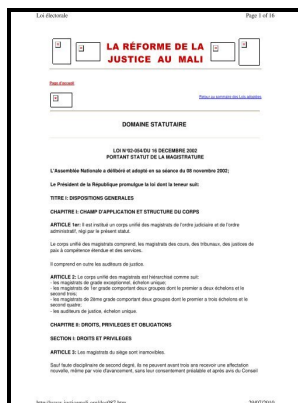 Loi électorale Page 1 of 16
LA RÉFORME DE LA
JUSTICE AU MALI
Page d'accueil
Retour au sommaire des Lois adoptées
DOMAINE STATUTAIRE
LOI N°02-054/DU 16 DECEMBRE 2002
PORTANT STATUT DE LA MAGISTRATURE
L'Assemblée Nationale a délibéré et adopté en sa séance du 08 novembre 2002;
Le Président de la Republique promulgue la loi dont la teneur suit:
TITRE I: DISPOSITIONS GENERALES
CHAPITRE I: CHAMP D'APPLICATION ET STRUCTURE DU CORPS
ARTICLE 1er: Il est institué un corps unifié des magistrats de l'ordre judiciaire et de l'ordre
administratif, régi par le présent statut.
Le corps unifié des magistrats comprend, les magistrats des cours, des tribunaux, des justices de
paix à compétence étendue et des services.
Il comprend en outre les auditeurs de justice.
ARTICLE 2: Le corps unifié des magistrats est hiérarchisé comme suit:
- les magistrats de grade exceptionnel, échelon unique;
- les magistrats de 1er grade comportant deux groupes dont le premier a deux échelons et le
second trois;
- les magistrats de 2ème grade comportant deux groupes dont le premier a trois échelons et le
second quatre;
- les auditeurs de justice, échelon unique.
CHAPITRE II: DROITS, PRIVILEGES ET OBLIGATIONS
SECTION I: DROITS ET PRIVILEGES
ARTICLE 3: Les magistrats du siège sont inamovibles.
Sauf faute disciplinaire de second degré, ils ne peuvent avant trois ans recevoir une affectation
nouvelle, même par voie d'avancement, sans leur consentement préalable et après avis du Conseil